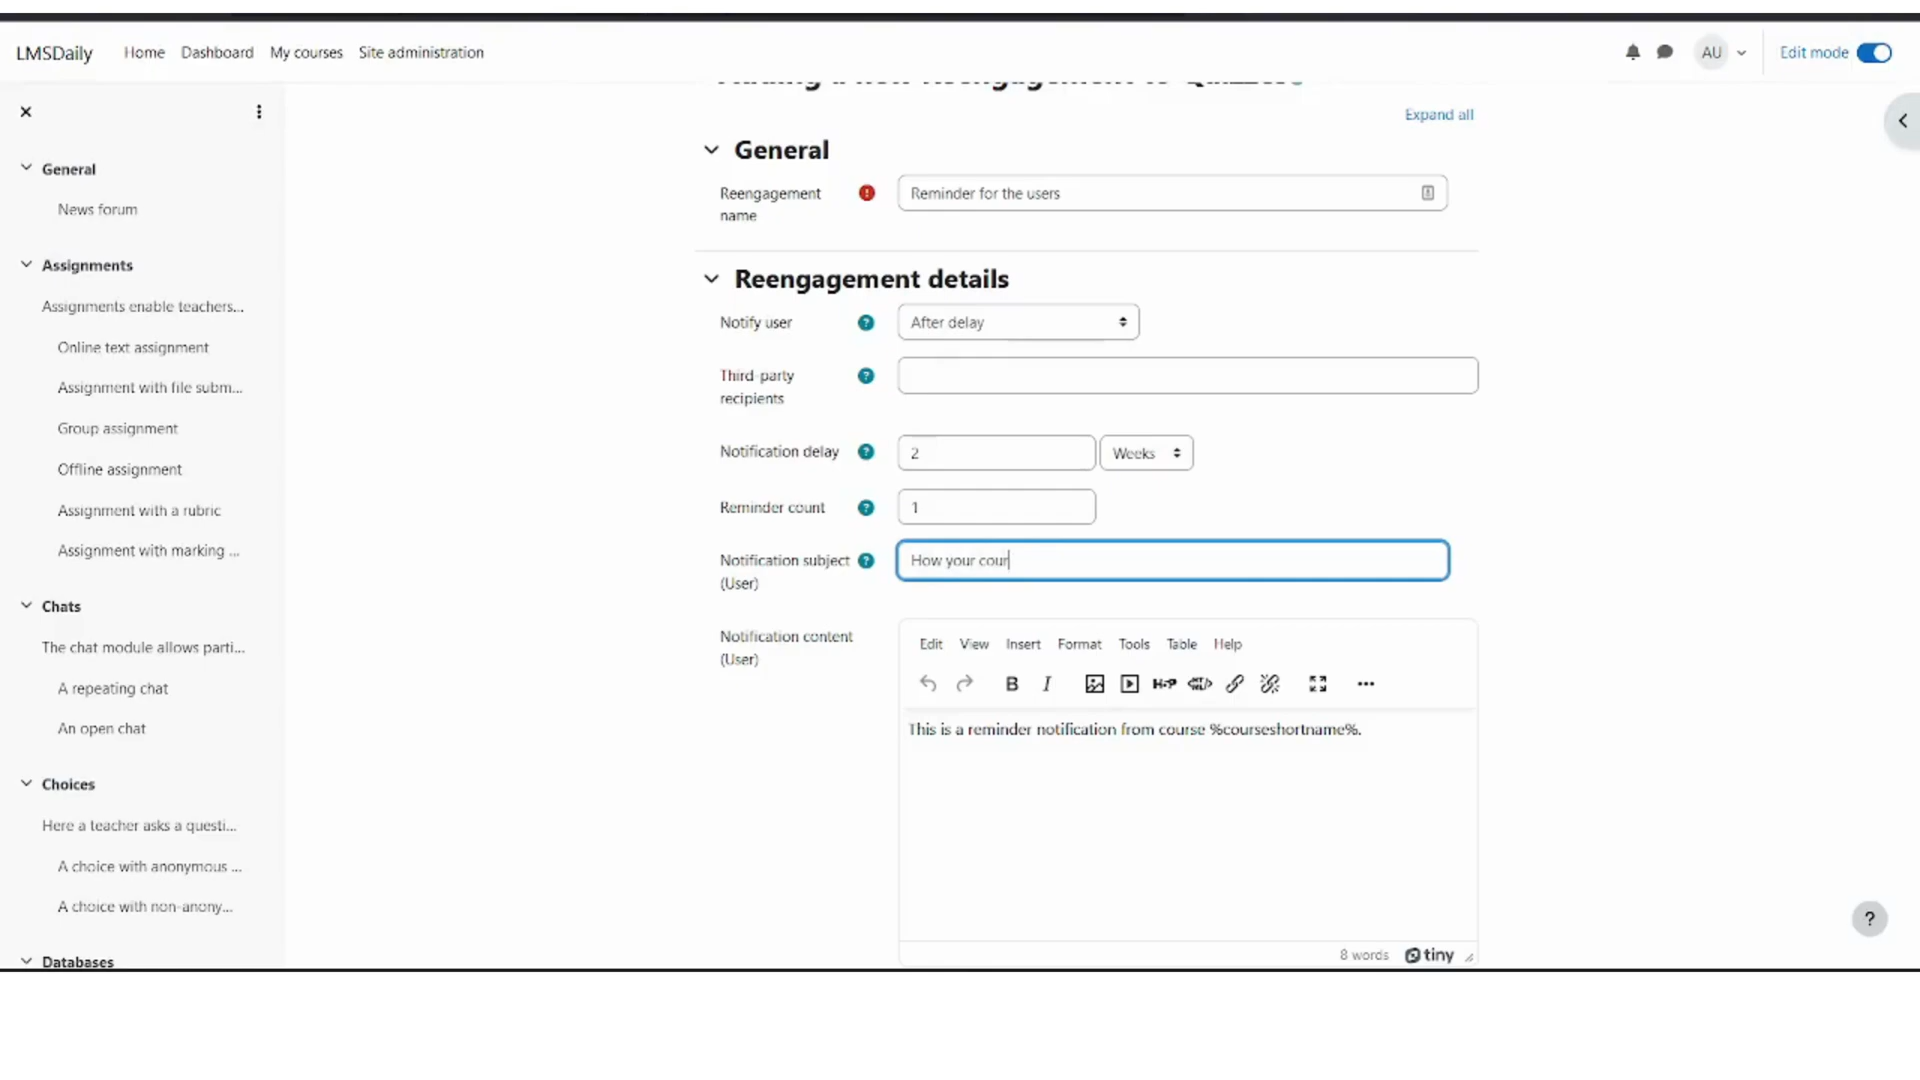 LMSDaily Home Dashboard My courses Site administration AU Edit mode
Adding a new Reengagement to Quizzes
Expand all
General
News forum
Assignments
Assignments enable teachers...
Online text assignment
Assignment with file subm...
Group assignment
Offline assignment
Assignment with a rubric
Assignment with marking ...
Chats
The chat module allows parti...
A repeating chat
An open chat
Choices
Here a teacher asks a questi...
A choice with anonymous ...
A choice with non-anony...
Databases
General
Reengagement
name
Reminder for the users
Reengagement details
Notify user
After delay
Third-party
recipients
Notification delay
2 Weeks
Reminder count
1
Notification subject
(User)
How your cour
Notification content
(User)
Edit View Insert Format Tools Table Help
B I H-P
This is a reminder notification from course %courseshortname%.
8 words tiny
?